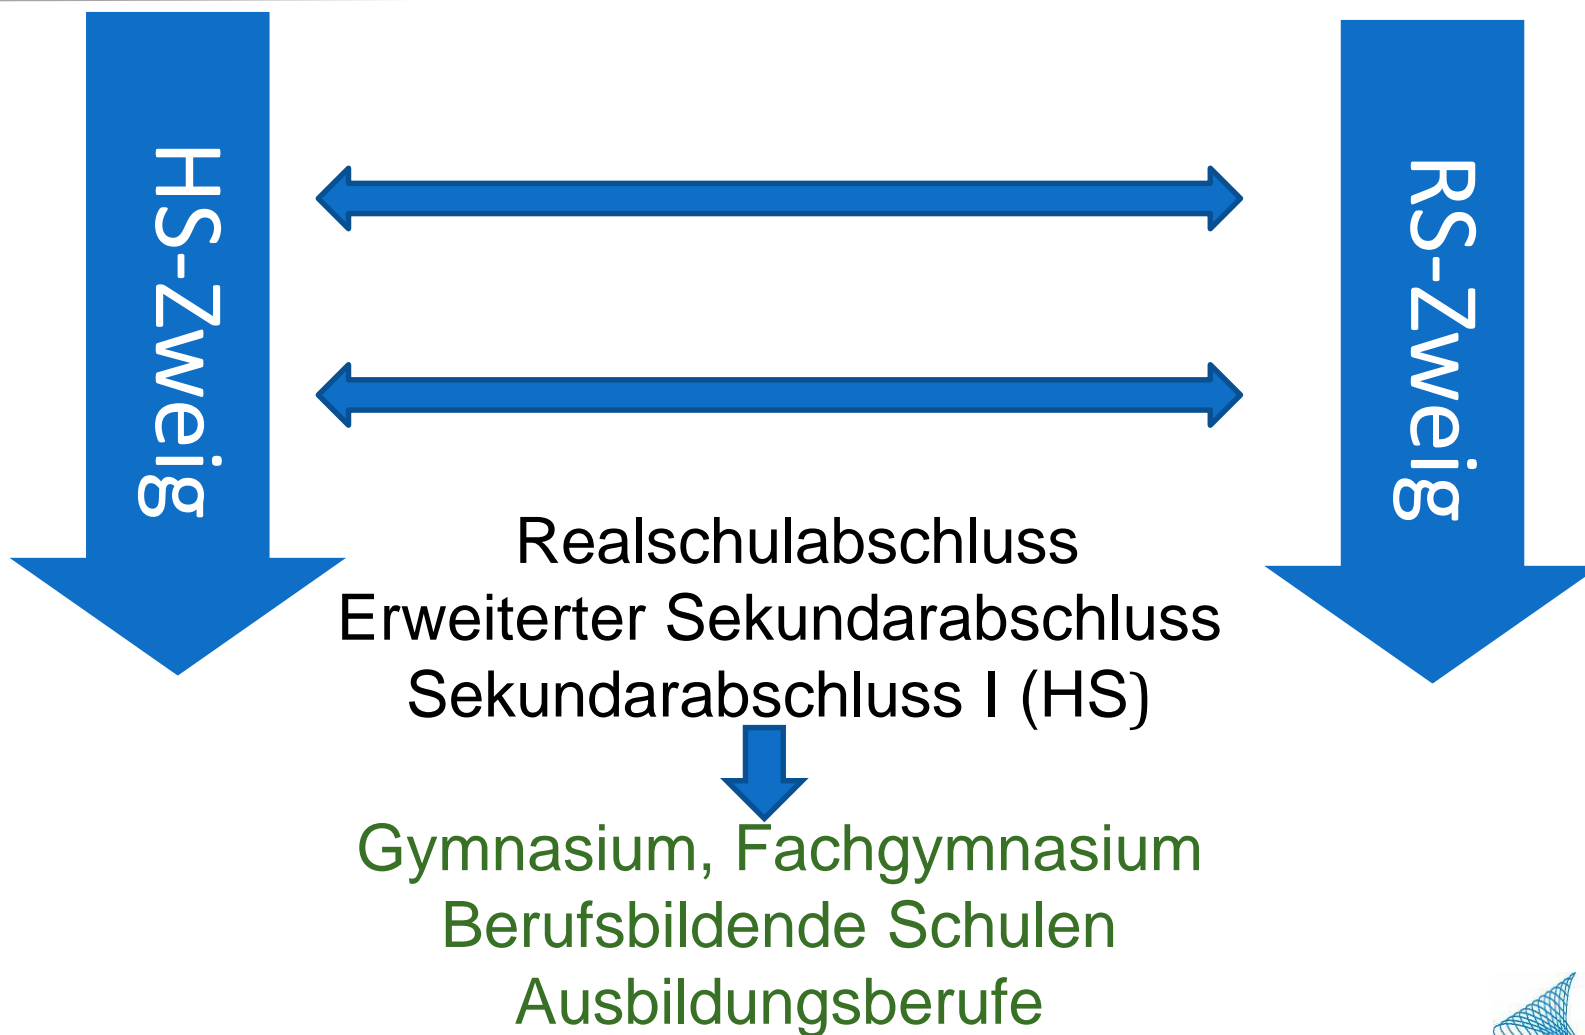 HS-Zweig
RS-Zweig
Realschulabschluss
Erweiterter Sekundarabschluss
Sekundarabschluss I (HS)
Gymnasium, Fachgymnasium
Berufsbildende Schulen
Ausbildungsberufe